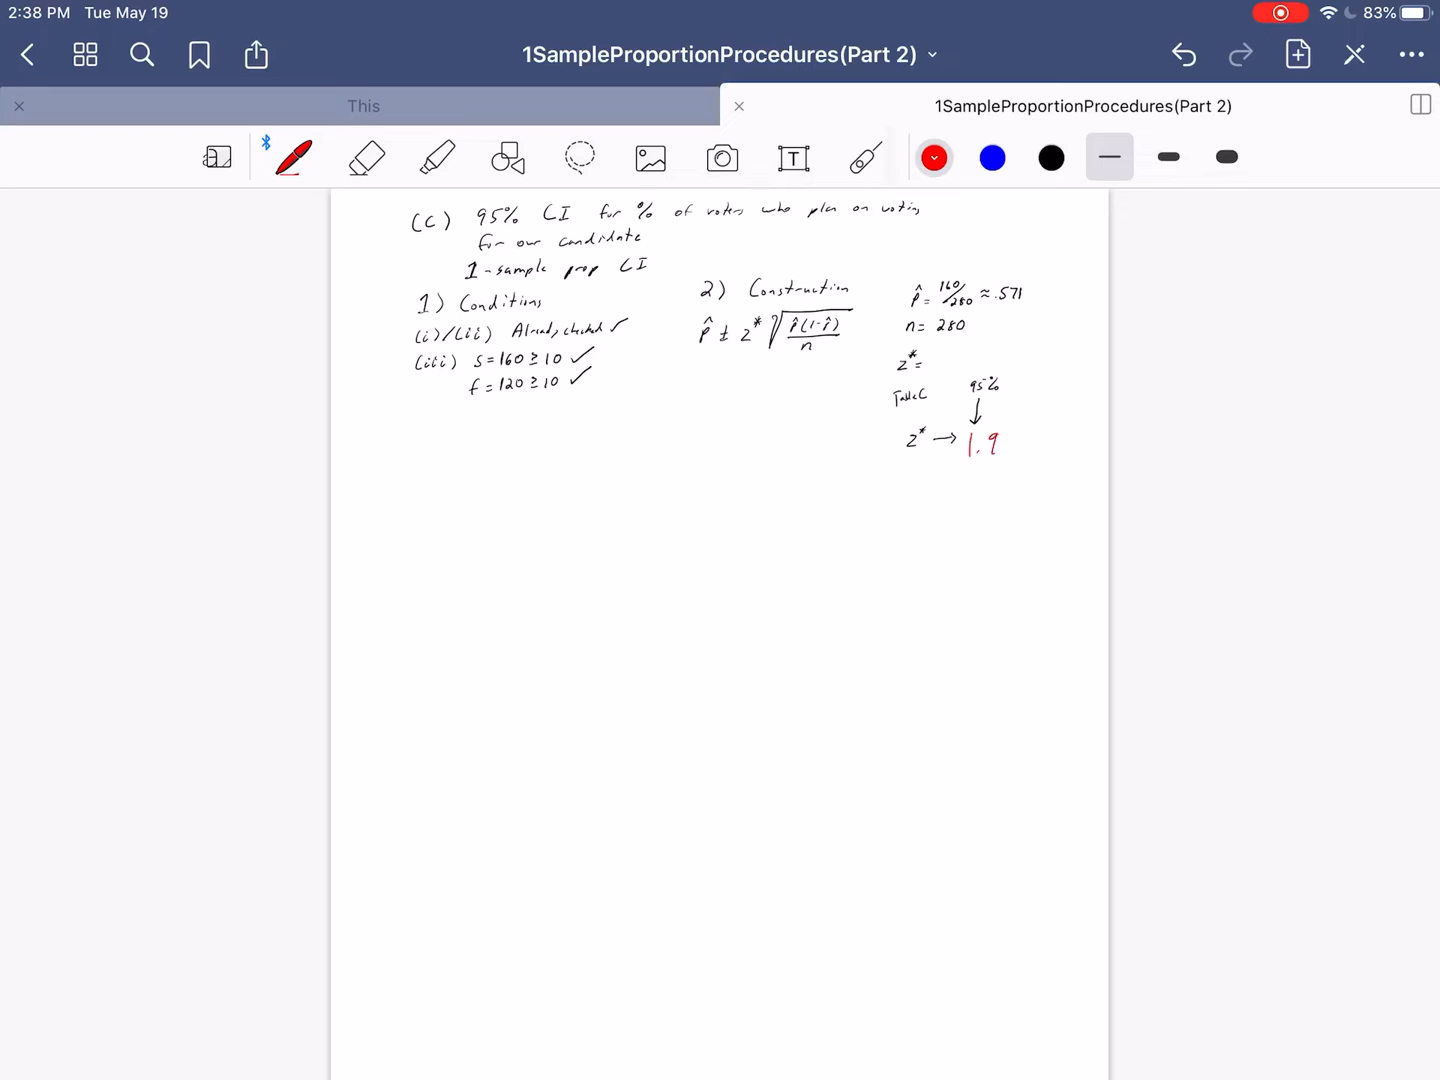 2:38 PM Tue May 19
83%
1SampleProportionProcedures(Part 2)
This
1SampleProportionProcedures(Part 2)
T
(c) 95% CI for % of voters who plan on voting
for our candidate
1-sample prop CI
1) Conditions
(i)/(ii) Already checked ✓
(iii) S = 160 ≥ 10 ✓
f = 120 ≥ 10 ✓
2) Construction
p̂ ± z* √(p̂(1-p̂)/n)
p̂ = 160/280 ≈ .571
n = 280
z* =
Table C 95%
↓
z* → 1.9